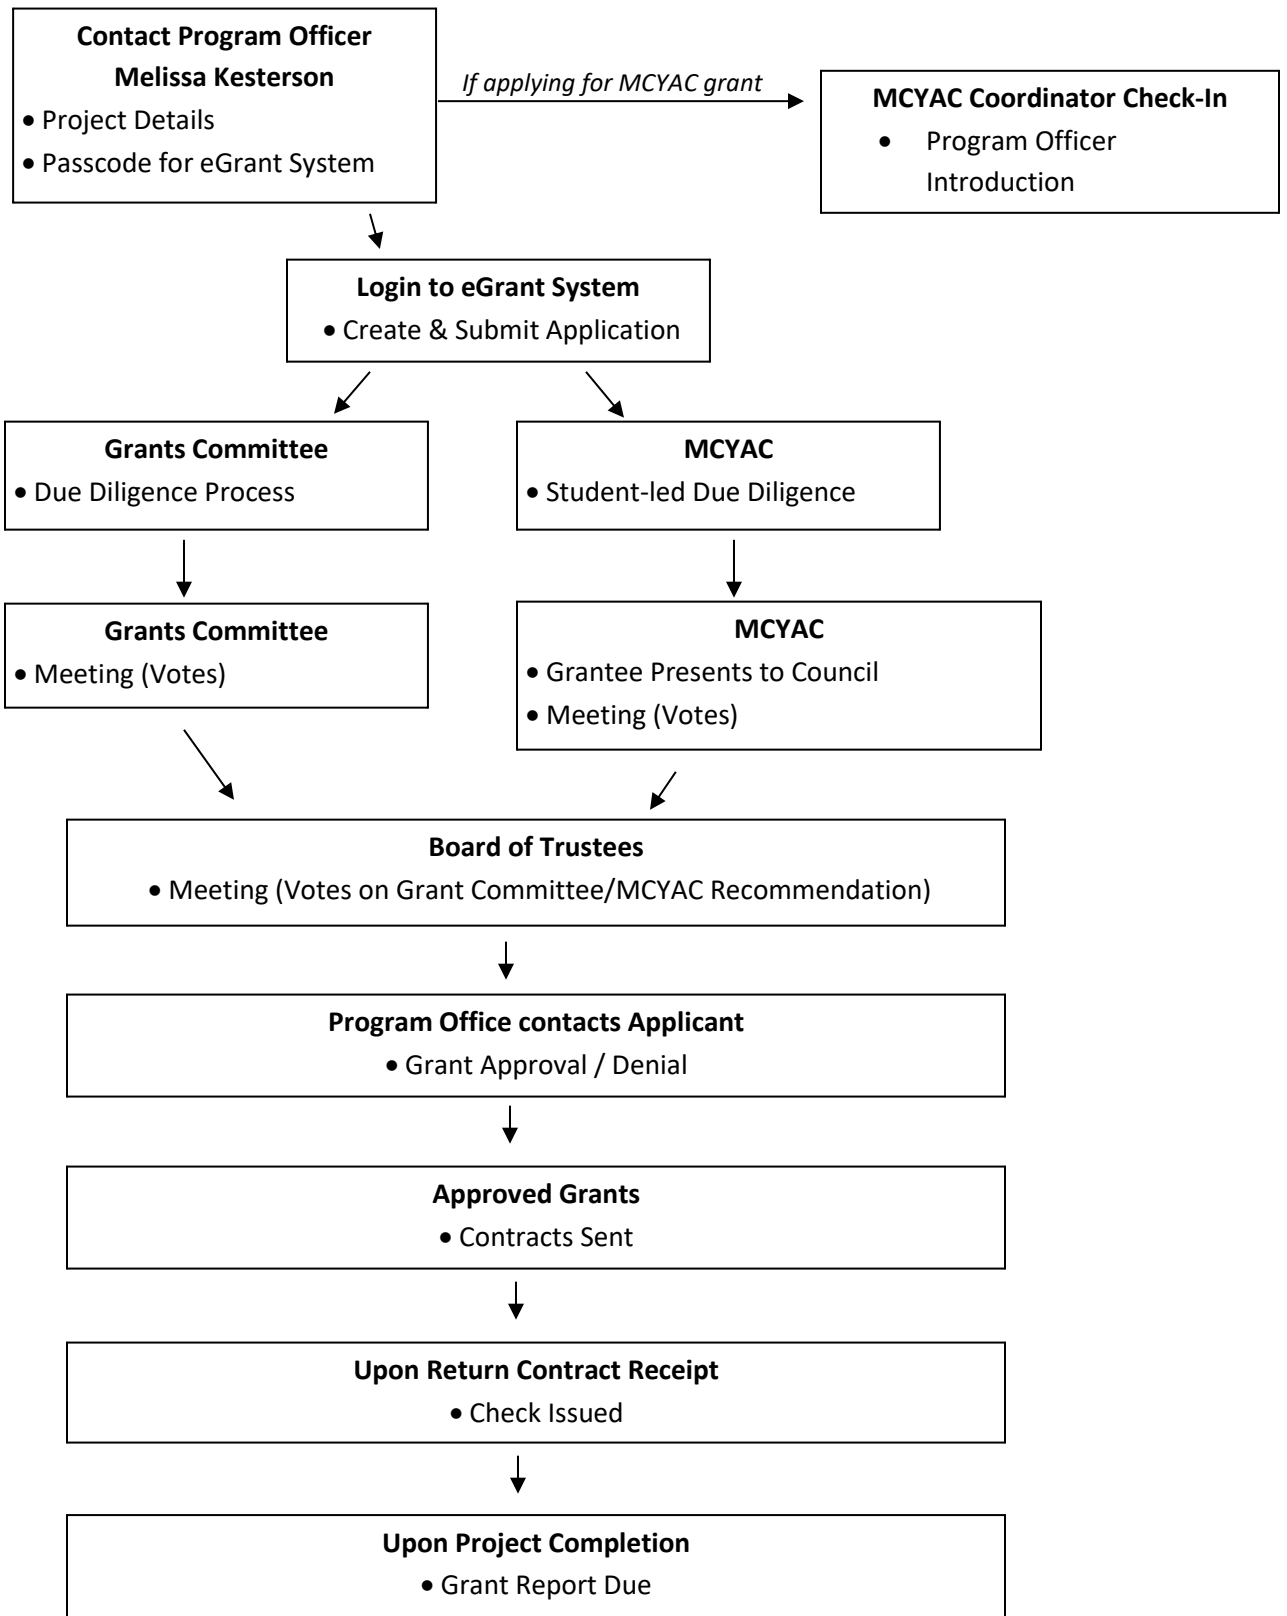 Contact Program Officer
Melissa Kesterson
• Project Details
• Passcode for eGrant System
If applying for MCYAC grant
MCYAC Coordinator Check-In
• Program Officer
Introduction
Login to eGrant System
• Create & Submit Application
Grants Committee
• Due Diligence Process
MCYAC
• Student-led Due Diligence
Grants Committee
• Meeting (Votes)
MCYAC
• Grantee Presents to Council
• Meeting (Votes)
Board of Trustees
• Meeting (Votes on Grant Committee/MCYAC Recommendation)
Program Office contacts Applicant
• Grant Approval / Denial
Approved Grants
• Contracts Sent
Upon Return Contract Receipt
• Check Issued
Upon Project Completion
• Grant Report Due